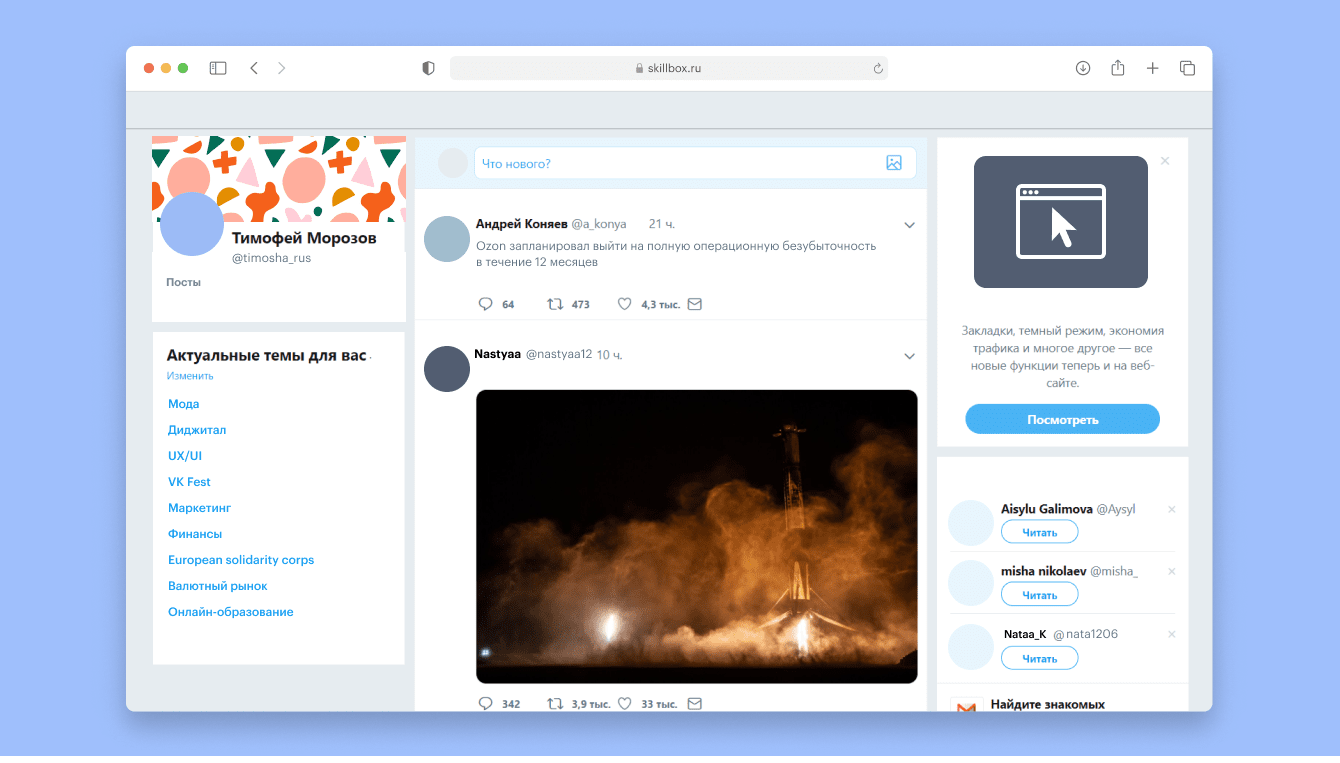 skillbox.ru
Тимофей Морозов
@timosha_rus
Посты
Актуальные темы для вас
Изменить
Мода
Диджитал
UX/UI
VK Fest
Маркетинг
Финансы
European solidarity corps
Валютный рынок
Онлайн-образование
Что нового?
Андрей Коняев @a_konya 21 ч.
Ozon запланировал выйти на полную операционную безубыточность
в течение 12 месяцев
64 473 4,3 тыс.
Nastyaa @nastyaa12 10 ч.
342 3,9 тыс. 33 тыс.
Закладки, темный режим, экономия
трафика и многое другое — все
новые функции теперь и на веб-
сайте.
Посмотреть
Aisylu Galimova @Aysyl
Читать
misha nikolaev @misha_
Читать
Nataa_K @nata1206
Читать
Найдите знакомых